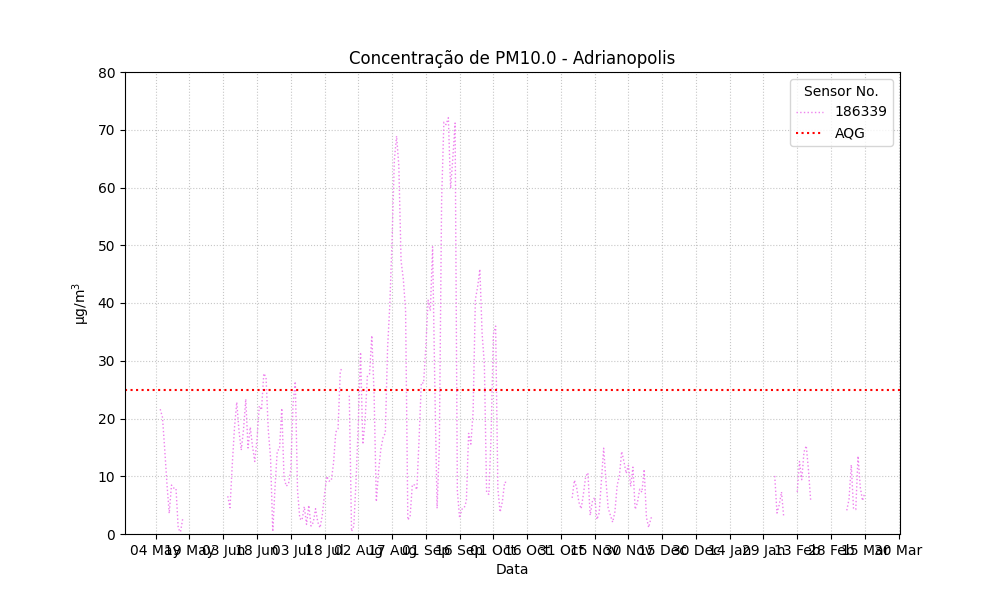 Concentração de PM10.0 - Adrianopolis
Sensor No.
186339
AQG
80
70
60
50
40
30
20
10
0
µg/m³
04 May 19 May 03 Jun 18 Jun 03 Jul 18 Jul 02 Aug 17 Aug 01 Sep 16 Sep 01 Oct 16 Oct 31 Oct 15 Nov 30 Nov 15 Dec 30 Dec 14 Jan 29 Jan 13 Feb 28 Feb 15 Mar 30 Mar
Data